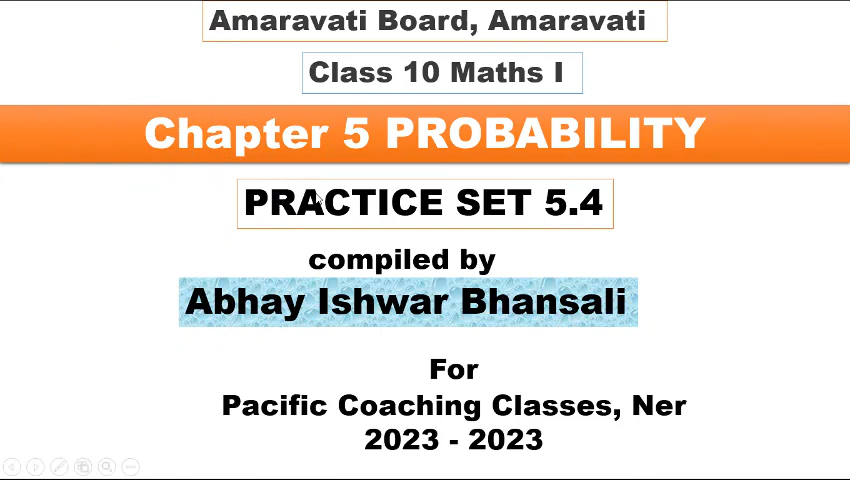 Amaravati Board, Amaravati
Class 10 Maths I
Chapter 5 PROBABILITY
PRACTICE SET 5.4
compiled by
Abhay Ishwar Bhansali
For
Pacific Coaching Classes, Ner
2023 - 2023